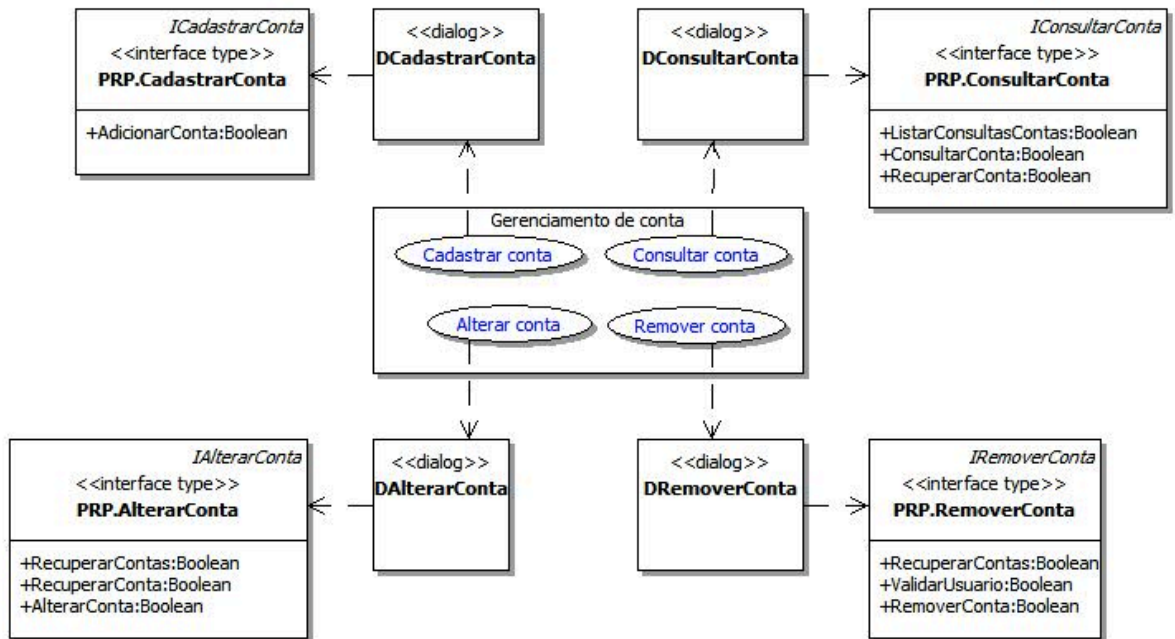 ICadastrarConta
<<interface type>>
PRP.CadastrarConta
+AdicionarConta:Boolean
<<dialog>>
DCadastrarConta
<<dialog>>
DConsultarConta
IConsultarConta
<<interface type>>
PRP.ConsultarConta
+ListarConsultasContas:Boolean
+ConsultarConta:Boolean
+RecuperarConta:Boolean
Gerenciamento de conta
Cadastrar conta
Consultar conta
Alterar conta
Remover conta
IAlterarConta
<<interface type>>
PRP.AlterarConta
+RecuperarContas:Boolean
+RecuperarConta:Boolean
+AlterarConta:Boolean
<<dialog>>
DAlterarConta
<<dialog>>
DRemoverConta
IRemoverConta
<<interface type>>
PRP.RemoverConta
+RecuperarContas:Boolean
+ValidarUsuario:Boolean
+RemoverConta:Boolean